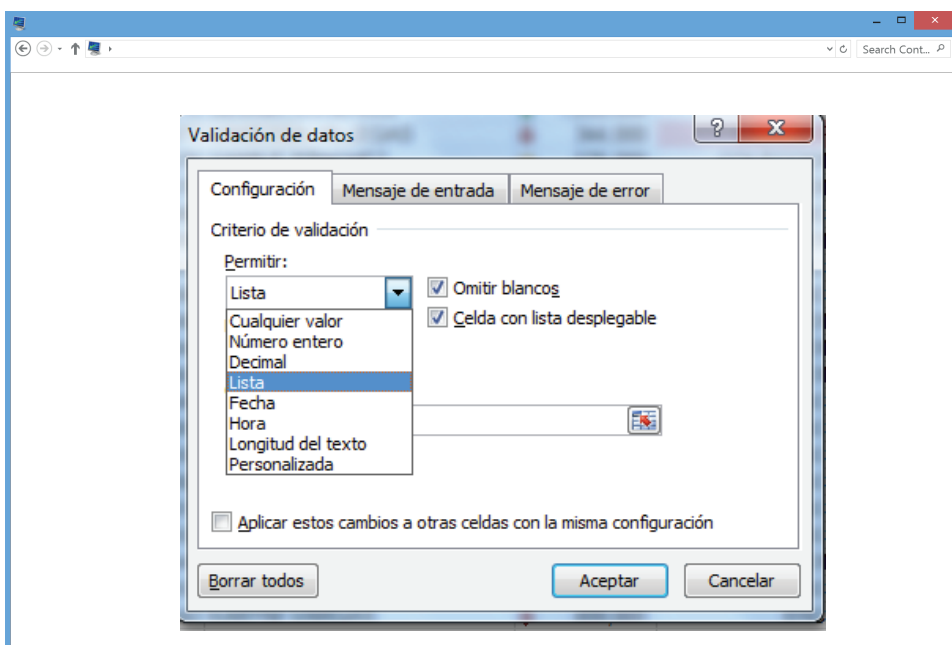 Search Cont...
Validación de datos
Configuración
Mensaje de entrada
Mensaje de error
Criterio de validación
Permitir:
Lista
Omitir blancos
Celda con lista desplegable
Cualquier valor
Número entero
Decimal
Lista
Fecha
Hora
Longitud del texto
Personalizada
Aplicar estos cambios a otras celdas con la misma configuración
Borrar todos
Aceptar
Cancelar